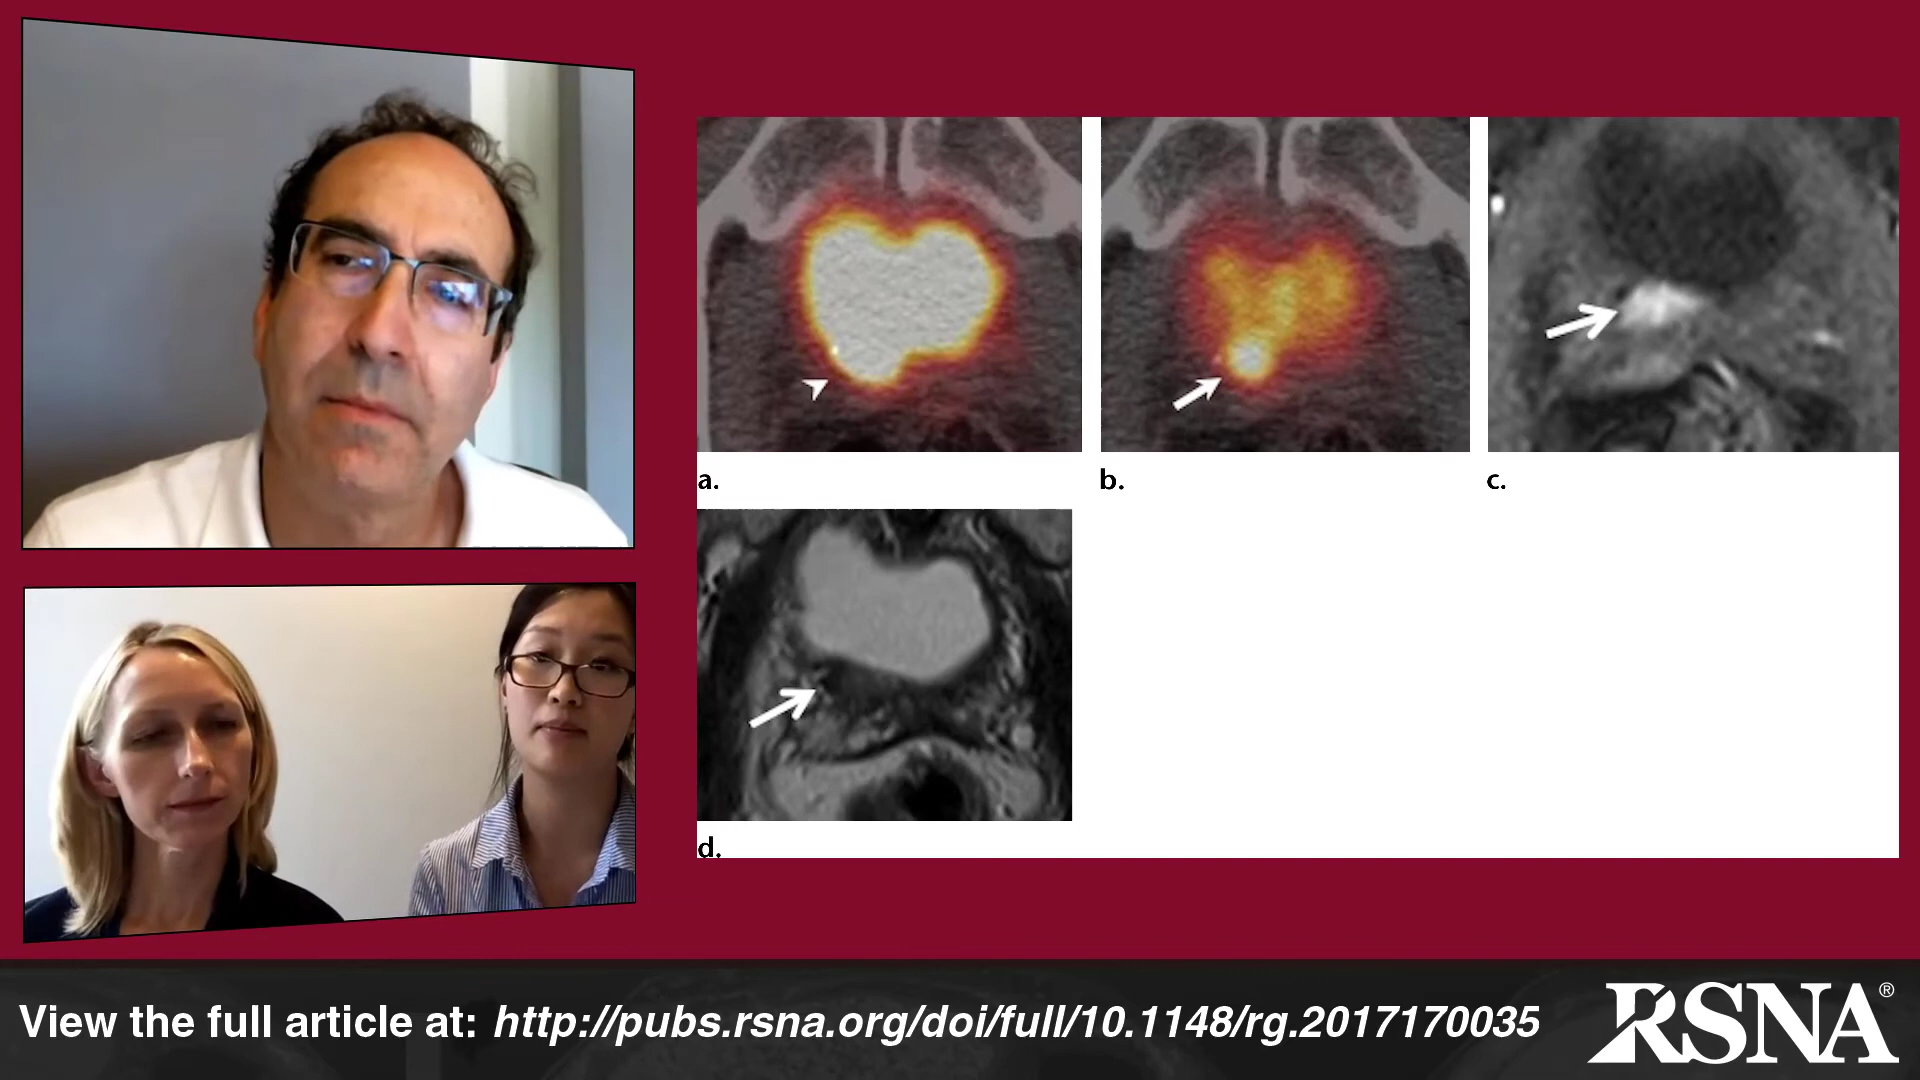 a.
b.
c.
d.
View the full article at: http://pubs.rsna.org/doi/full/10.1148/rg.2017170035
RSNA®